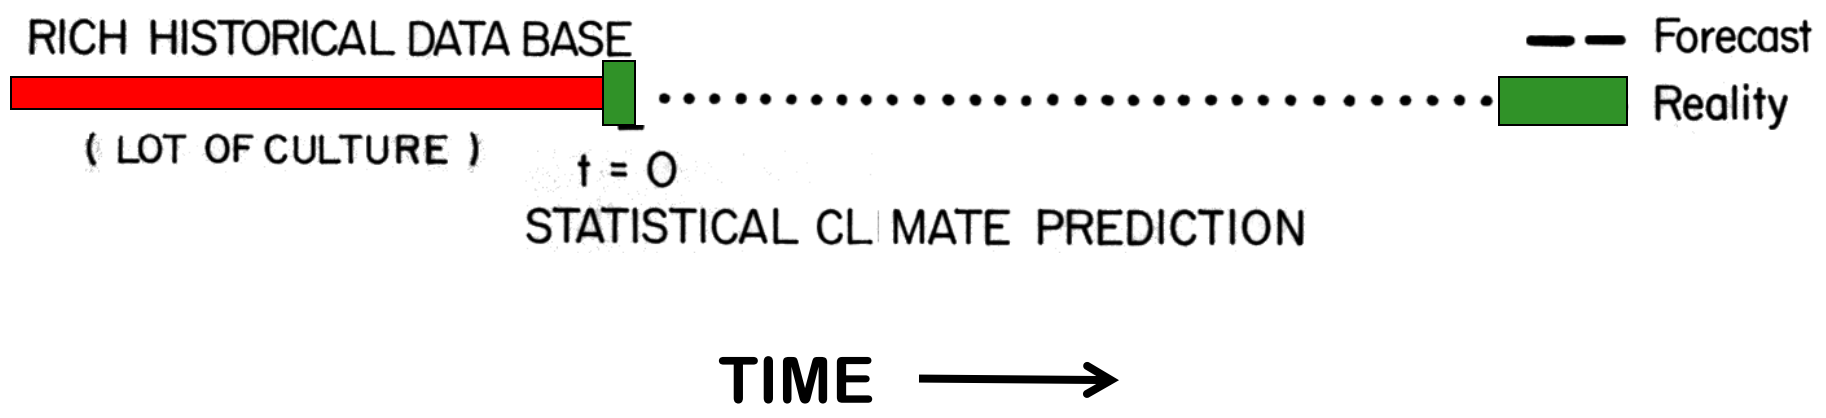 RICH HISTORICAL DATA BASE
Forecast
Reality
( LOT OF CULTURE )
t = 0
STATISTICAL CLIMATE PREDICTION
TIME